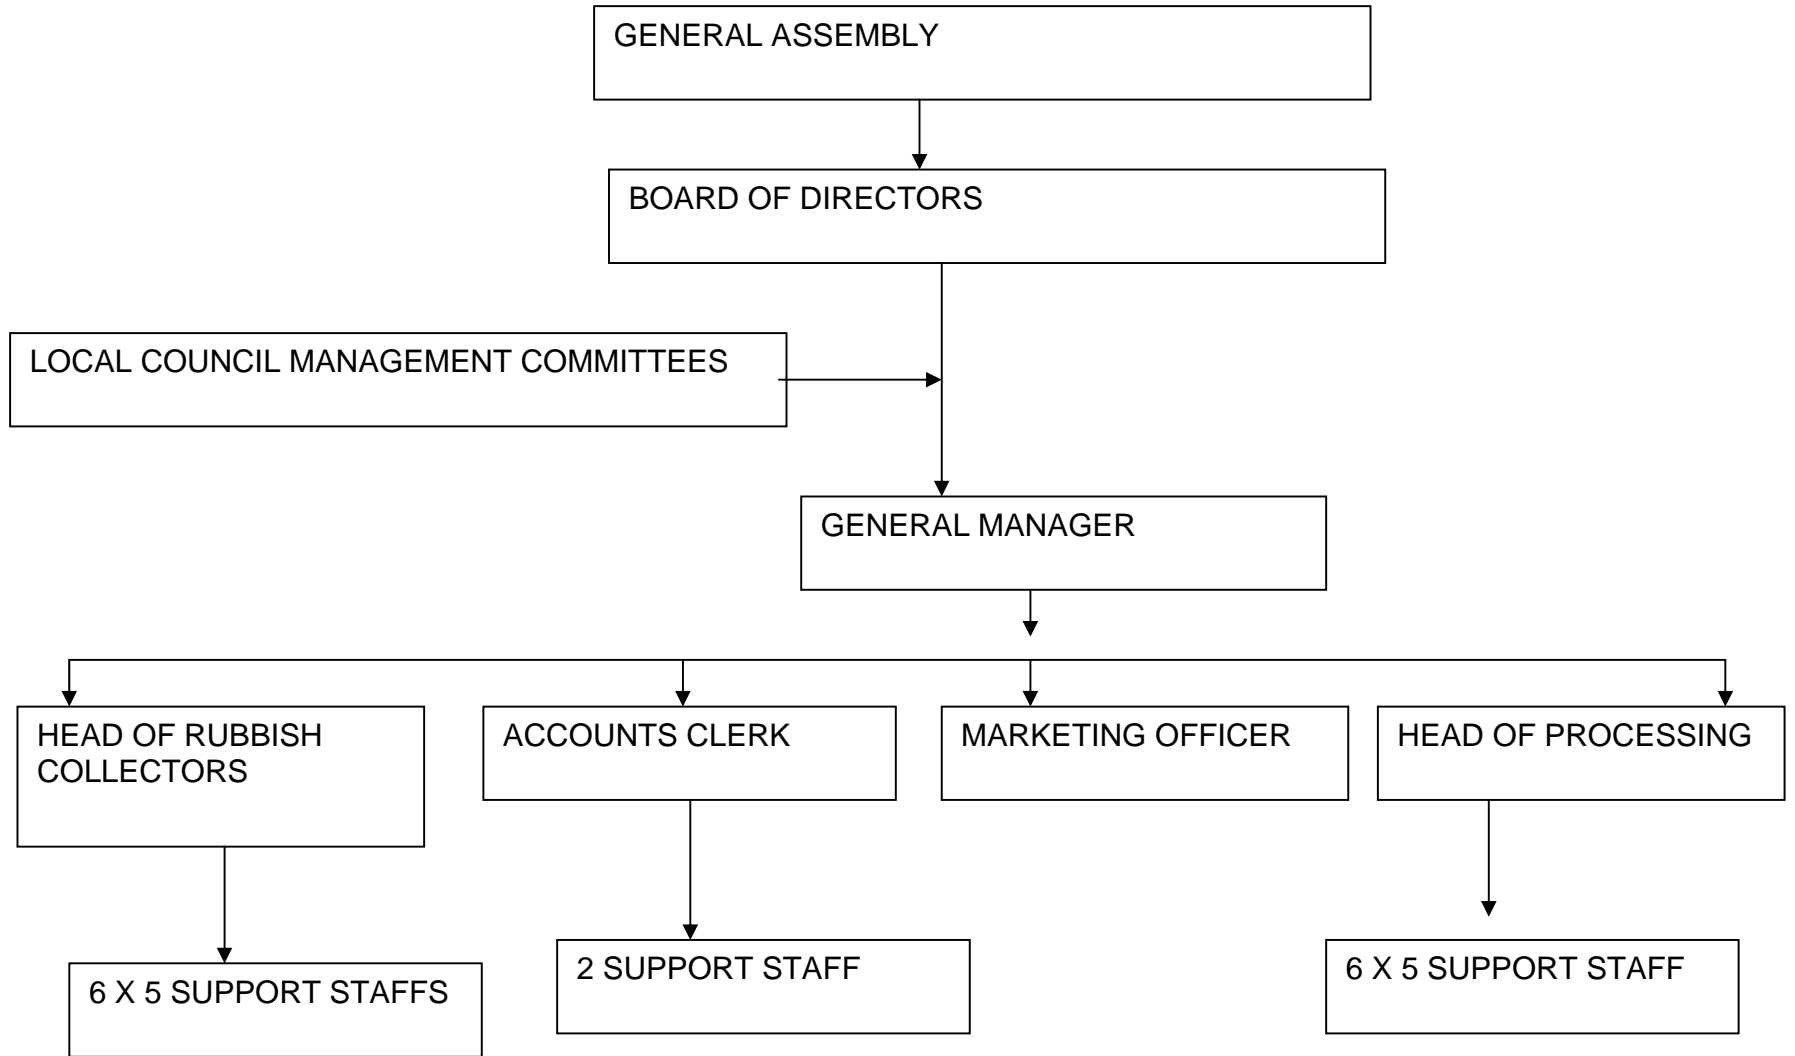 GENERAL ASSEMBLY
BOARD OF DIRECTORS
LOCAL COUNCIL MANAGEMENT COMMITTEES
GENERAL MANAGER
HEAD OF RUBBISH
COLLECTORS
ACCOUNTS CLERK
MARKETING OFFICER
HEAD OF PROCESSING
6 X 5 SUPPORT STAFFS
2 SUPPORT STAFF
6 X 5 SUPPORT STAFF